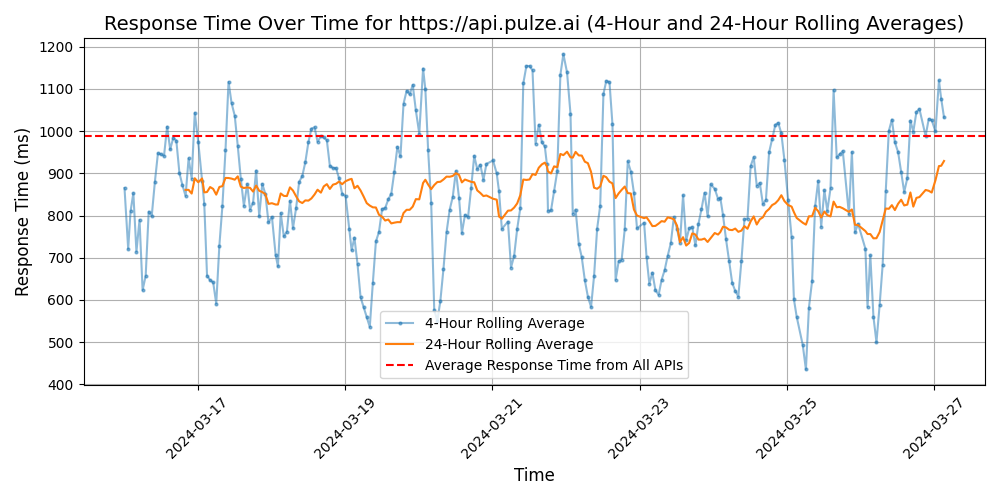 Response Time Over Time for https://api.pulze.ai (4-Hour and 24-Hour Rolling Averages)
Response Time (ms)
1200
1100
1000
900
800
700
600
500
400
4-Hour Rolling Average
24-Hour Rolling Average
Average Response Time from All APIs
2024-03-17
2024-03-19
2024-03-21
2024-03-23
2024-03-25
2024-03-27
Time